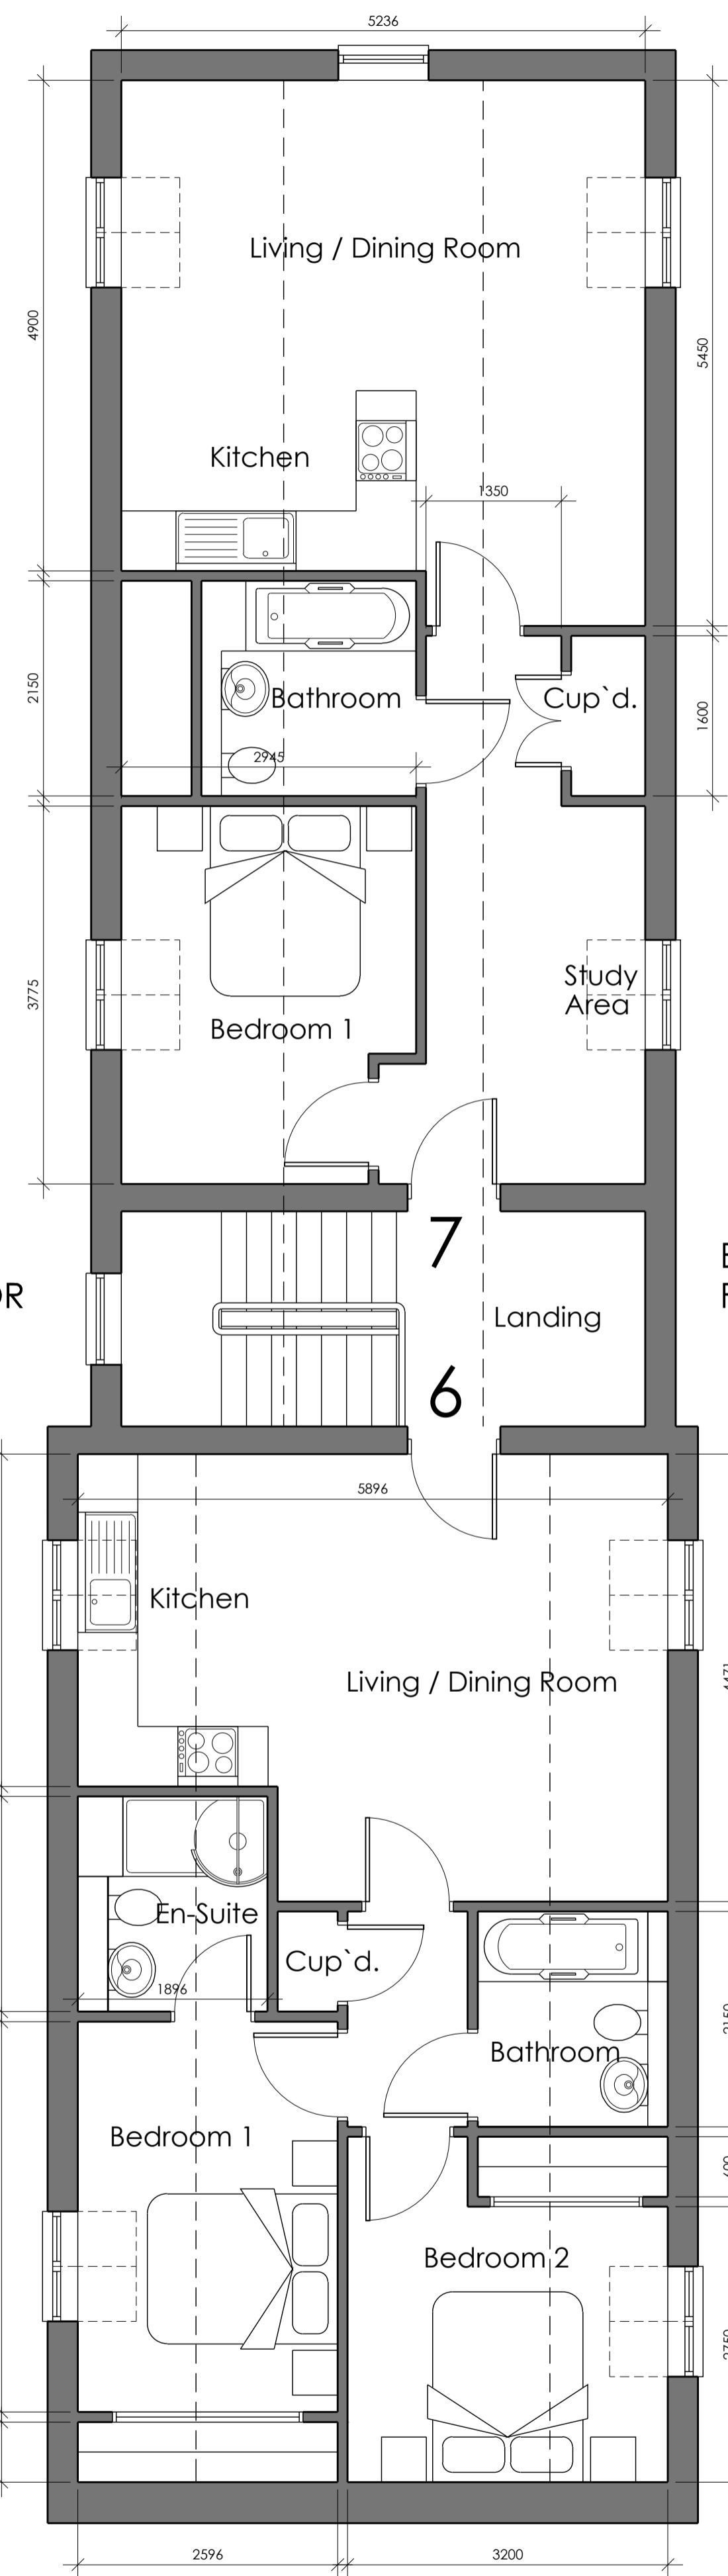 5236
4900
5450
Living / Dining Room
Kitchen
1350
2150
Bathroom
Cup`d.
1600
2945
3775
Study
Area
Bedroom 1
7
Landing
6
5896
Kitchen
Living / Dining Room
En-Suite
Cup`d.
1896
Bathroom
Bedroom 1
Bedroom 2
2596
3200